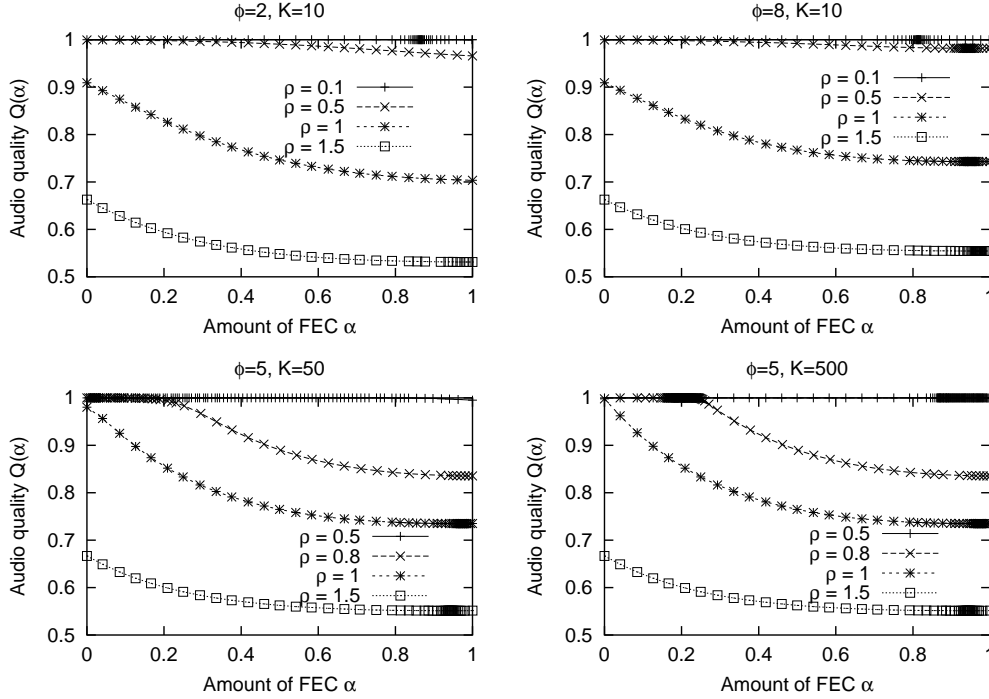 ϕ=2, K=10
1
0.9
0.8
0.7
0.6
0.5
Audio quality Q(α)
ρ = 0.1
ρ = 0.5
ρ = 1
ρ = 1.5
0 0.2 0.4 0.6 0.8 1
Amount of FEC α
ϕ=8, K=10
1
0.9
0.8
0.7
0.6
0.5
Audio quality Q(α)
ρ = 0.1
ρ = 0.5
ρ = 1
ρ = 1.5
0 0.2 0.4 0.6 0.8 1
Amount of FEC α
ϕ=5, K=50
1
0.9
0.8
0.7
0.6
0.5
Audio quality Q(α)
ρ = 0.5
ρ = 0.8
ρ = 1
ρ = 1.5
0 0.2 0.4 0.6 0.8 1
Amount of FEC α
ϕ=5, K=500
1
0.9
0.8
0.7
0.6
0.5
Audio quality Q(α)
ρ = 0.5
ρ = 0.8
ρ = 1
ρ = 1.5
0 0.2 0.4 0.6 0.8 1
Amount of FEC α